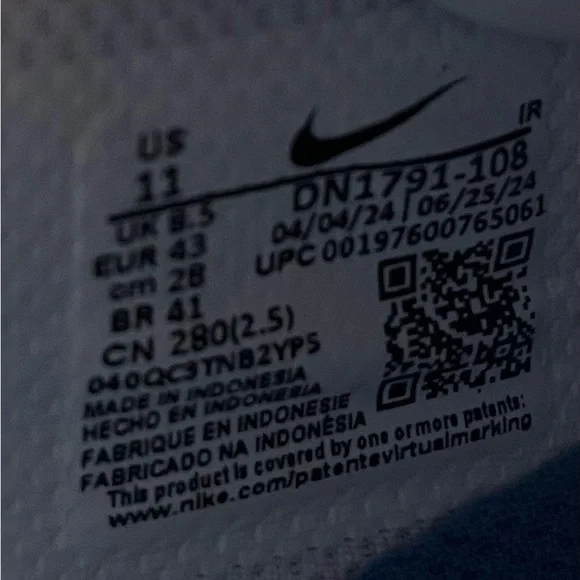 US
11
UK 8.5
EUR 43
cm 28
BR 41
CN 280(2.5)
IR
DN1791-108
04/04/24 | 06/25/24
UPC 00197600765061
040QC3TNB2YP5
MADE IN INDONESIA
HECHO EN INDONESIA
FABRIQUE EN INDONESIE
FABRICADO NA INDONÉSIA
This product is covered by one or more patents:
www.nike.com/patentsvirtualmarking